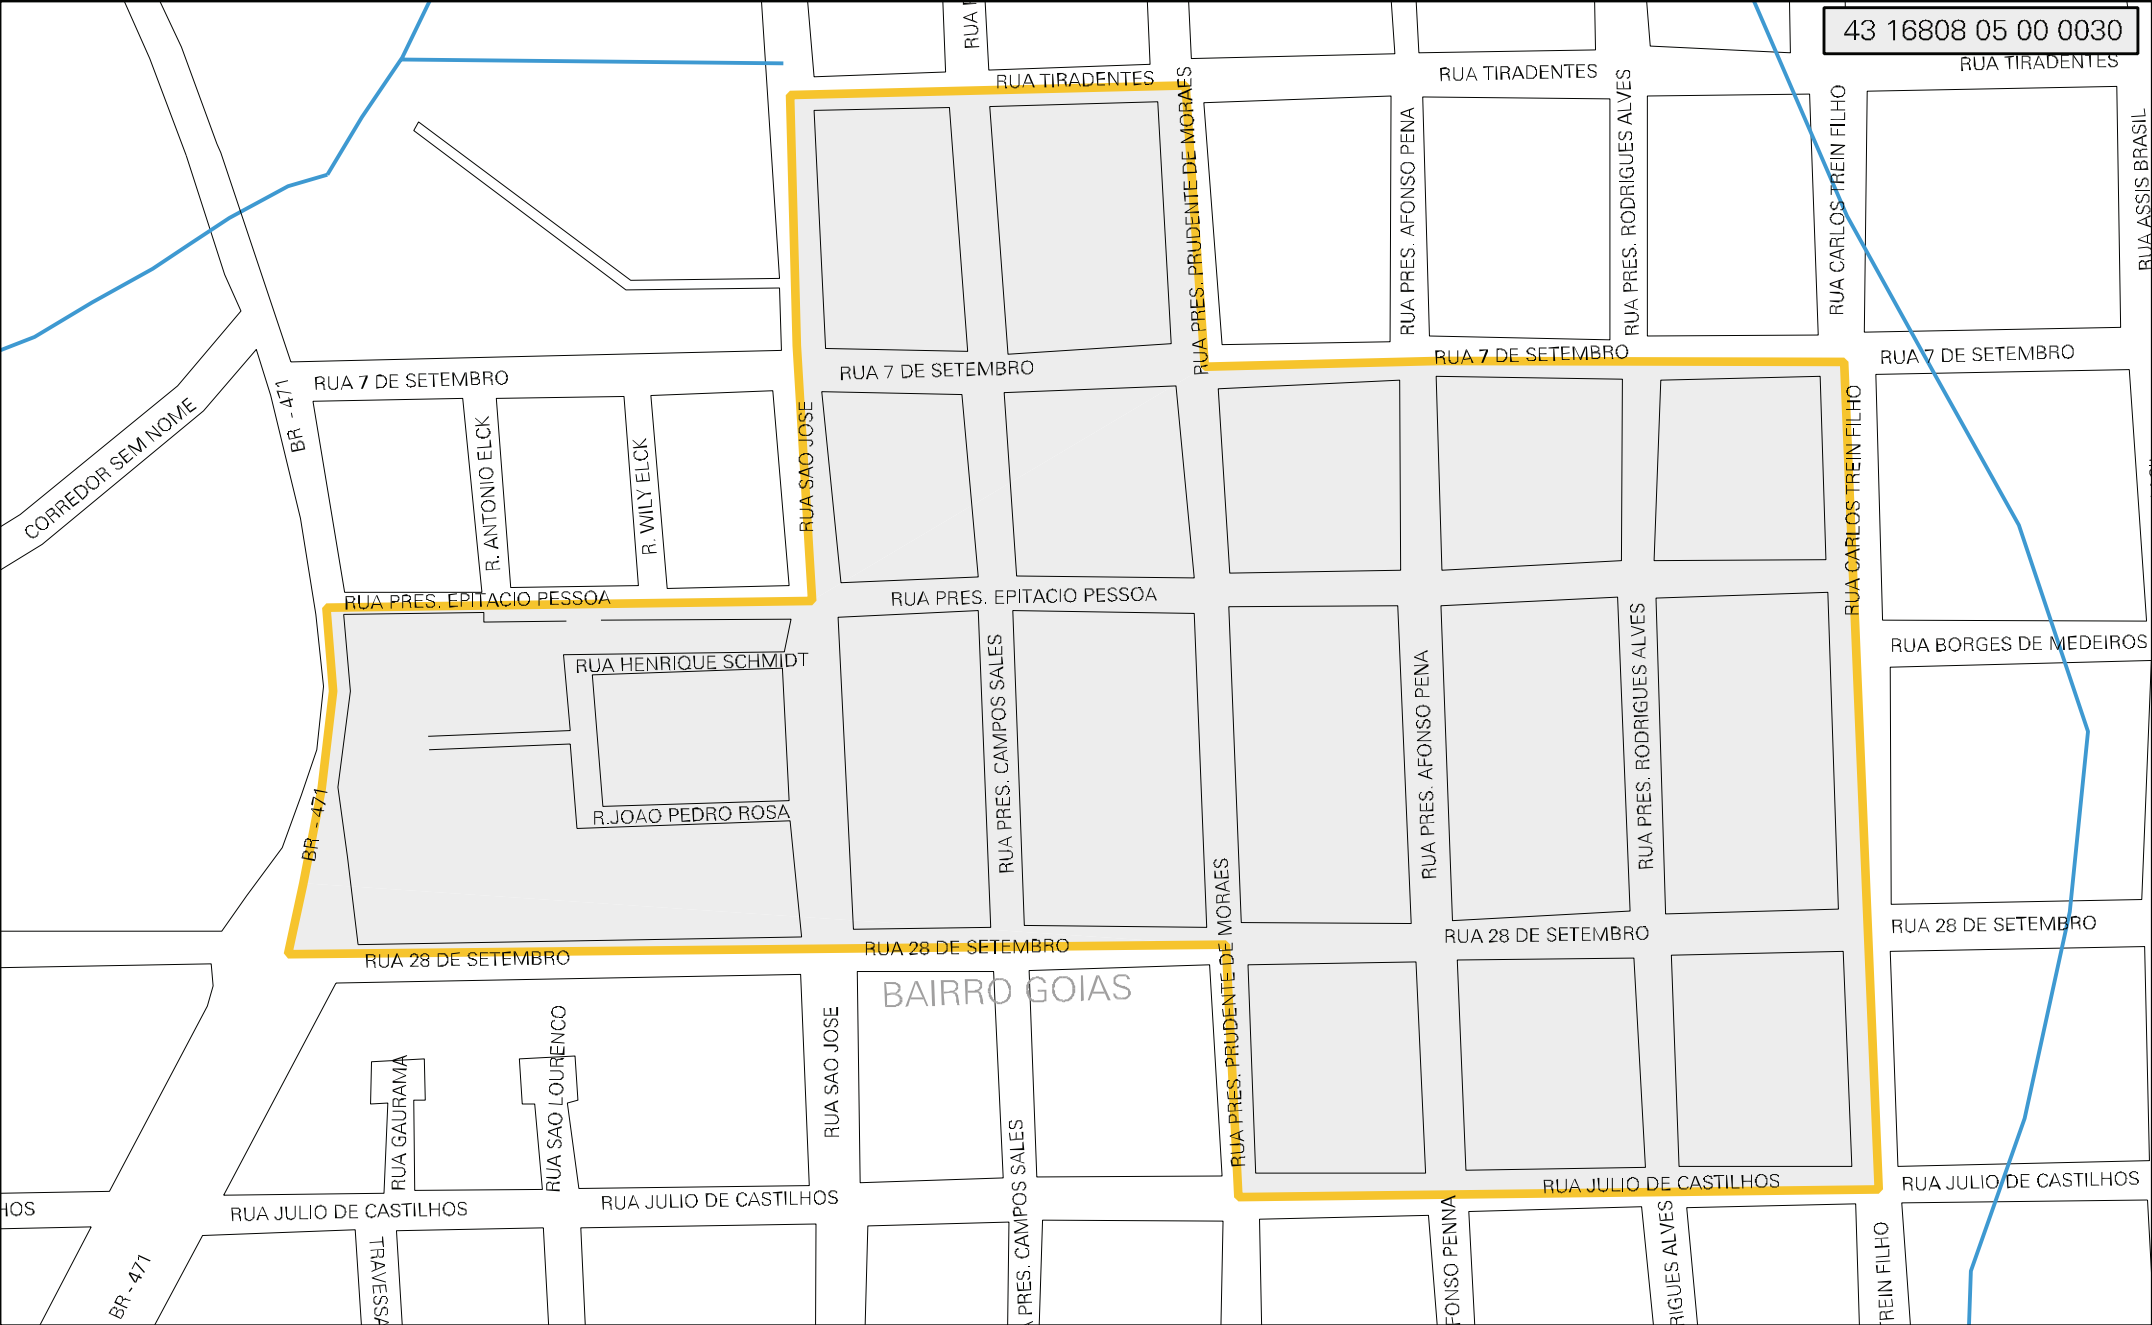 43 16808 05 00 0030
RUA TIRADENTES
RUA TIRADENTES
RUA TIRADENTES
RUA PRES. PRUDENTE DE MORAES
RUA PRES. AFONSO PENA
RUA PRES. RODRIGUES ALVES
RUA CARLOS TREIN FILHO
RUA ASSIS BRASIL
RUA 7 DE SETEMBRO
RUA 7 DE SETEMBRO
RUA 7 DE SETEMBRO
RUA 7 DE SETEMBRO
BR - 471
CORREDOR SEM NOME
R. ANTONIO ELCK
R. WILY ELCK
RUA SAO JOSE
RUA CARLOS TREIN FILHO
RUA PRES. EPITACIO PESSOA
RUA PRES. EPITACIO PESSOA
RUA BORGES DE MEDEIROS
RUA HENRIQUE SCHMIDT
RUA PRES. CAMPOS SALES
RUA PRES. AFONSO PENA
RUA PRES. RODRIGUES ALVES
BR - 471
R.JOAO PEDRO ROSA
RUA PRES. PRUDENTE DE MORAES
RUA 28 DE SETEMBRO
RUA 28 DE SETEMBRO
RUA 28 DE SETEMBRO
RUA 28 DE SETEMBRO
BAIRRO GOIAS
RUA GAURAMA
RUA SAO LOURENCO
RUA SAO JOSE
PRES. CAMPOS SALES
RUA JULIO DE CASTILHOS
RUA JULIO DE CASTILHOS
RUA JULIO DE CASTILHOS
RUA JULIO DE CASTILHOS
HOS
BR - 471
TRAVESSA
FONSO PENNA
RIGUES ALVES
TREIN FILHO